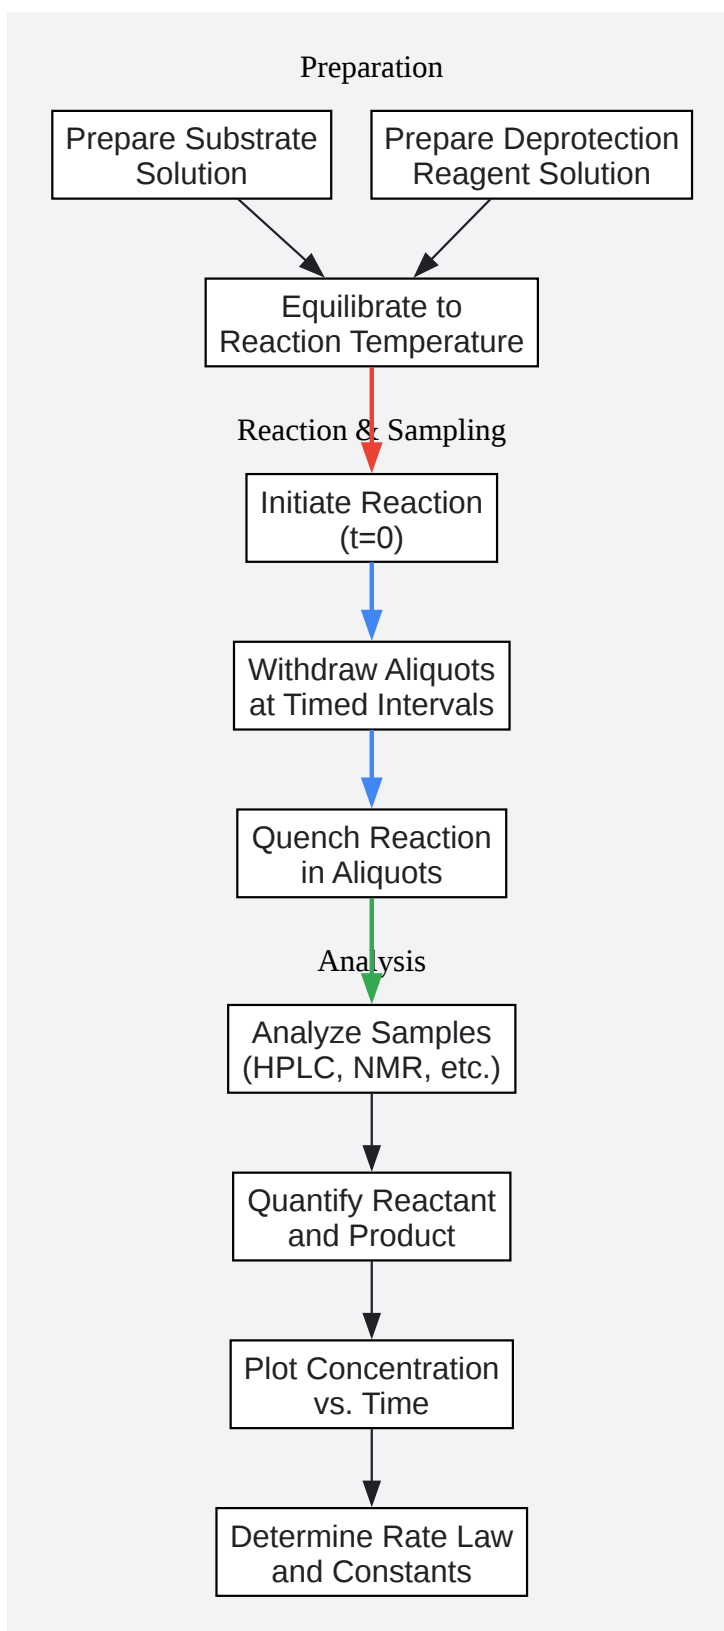 Preparation
Prepare Substrate
Solution
Prepare Deprotection
Reagent Solution
Equilibrate to
Reaction Temperature
Reaction & Sampling
Initiate Reaction
(t=0)
Withdraw Aliquots
at Timed Intervals
Quench Reaction
in Aliquots
Analysis
Analyze Samples
(HPLC, NMR, etc.)
Quantify Reactant
and Product
Plot Concentration
vs. Time
Determine Rate Law
and Constants